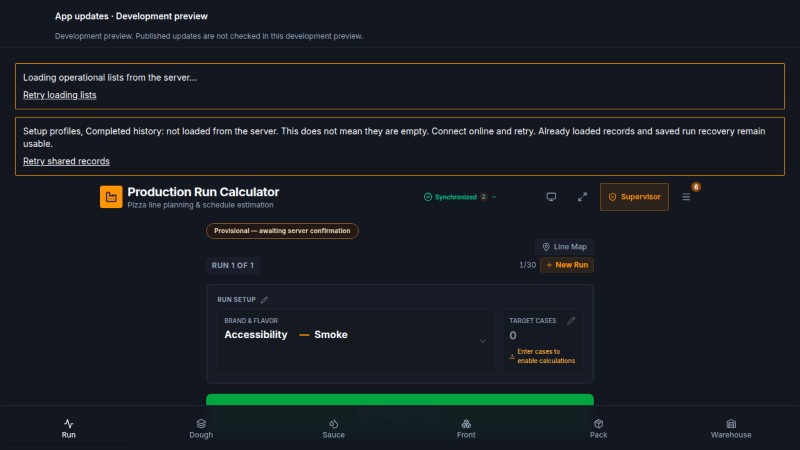 App updates · Development preview
Development preview. Published updates are not checked in this development preview.
Loading operational lists from the server...
Retry loading lists
Setup profiles, Completed history: not loaded from the server. This does not mean they are empty. Connect online and retry. Already loaded records and saved run recovery remain
usable.
Retry shared records
Production Run Calculator
Pizza line planning & schedule estimation
Synchronized 2
Supervisor
6
Provisional — awaiting server confirmation
Line Map
RUN 1 OF 1
1/30
+ New Run
RUN SETUP
BRAND & FLAVOR
Accessibility — Smoke
TARGET CASES
0
Enter cases to
enable calculations
Run
Dough
Sauce
Front
Pack
Warehouse